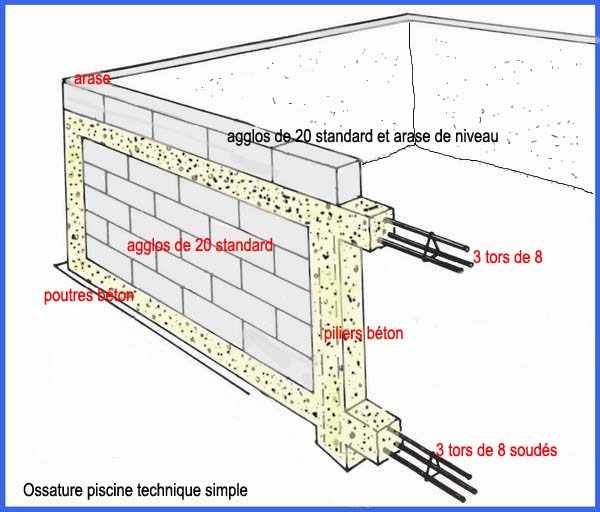 arase
agglos de 20 standard et arase de niveau
agglos de 20 standard
3 tors de 8
poutres béton
piliers béton
3 tors de 8 soudés
Ossature piscine technique simple